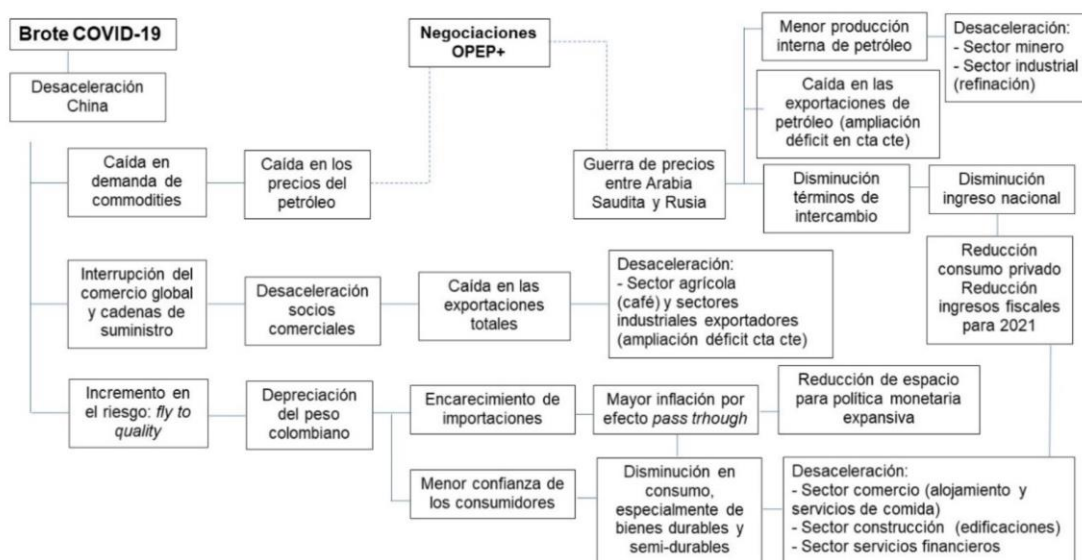 Brote COVID-19
Desaceleración
China
Negociaciones
OPEP+
Menor producción
interna de petróleo
Desaceleración:
- Sector minero
- Sector industrial
(refinación)
Caída en las
exportaciones de
petróleo (ampliación
déficit en cta cte)
Caída en
demanda de
commodities
Caída en los
precios del
petróleo
Guerra de precios
entre Arabia
Saudita y Rusia
Disminución
términos de
intercambio
Disminución
ingreso nacional
Interrupción del
comercio global
y cadenas de
suministro
Desaceleración
socios
comerciales
Caída en las
exportaciones
totales
Desaceleración:
- Sector agrícola
(café) y sectores
industriales exportadores
(ampliación déficit cta cte)
Reducción
consumo privado
Reducción
ingresos fiscales
para 2021
Incremento en
el riesgo: fly to
quality
Depreciación
del peso
colombiano
Encarecimiento de
importaciones
Mayor inflación por
efecto pass trhough
Reducción de espacio
para política monetaria
expansiva
Menor confianza de
los consumidores
Disminución en
consumo,
especialmente de
bienes durables y
semi-durables
Desaceleración:
- Sector comercio (alojamiento y
servicios de comida)
- Sector construcción (edificaciones)
- Sector servicios financieros